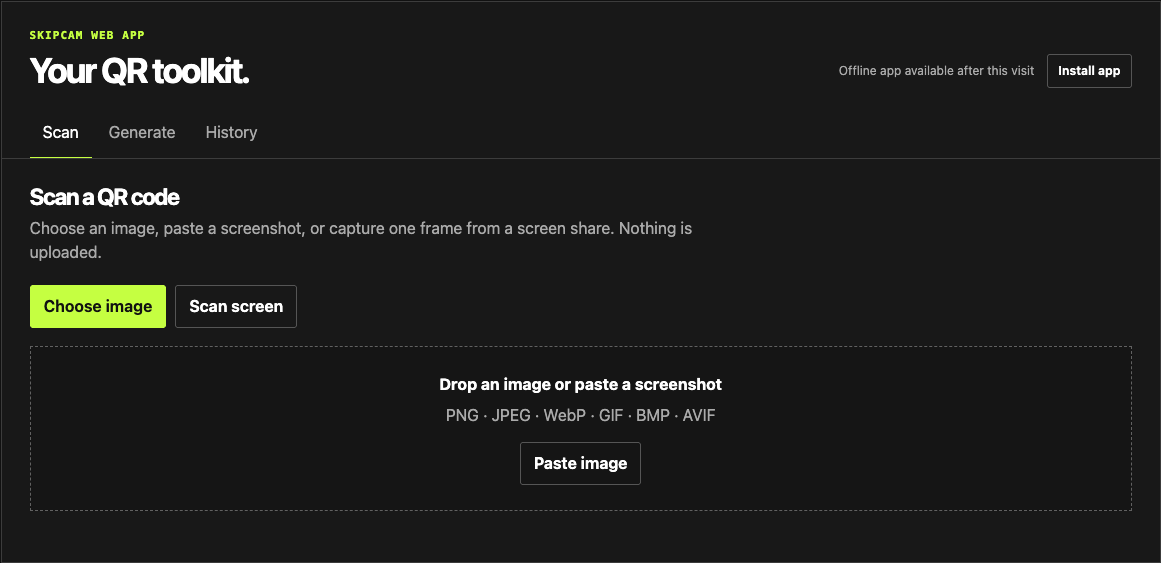 SKIPCAM WEB APP
Your QR toolkit.
Offline app available after this visit
Install app
Scan
Generate
History
Scan a QR code
Choose an image, paste a screenshot, or capture one frame from a screen share. Nothing is
uploaded.
Choose image
Scan screen
Drop an image or paste a screenshot
PNG · JPEG · WebP · GIF · BMP · AVIF
Paste image